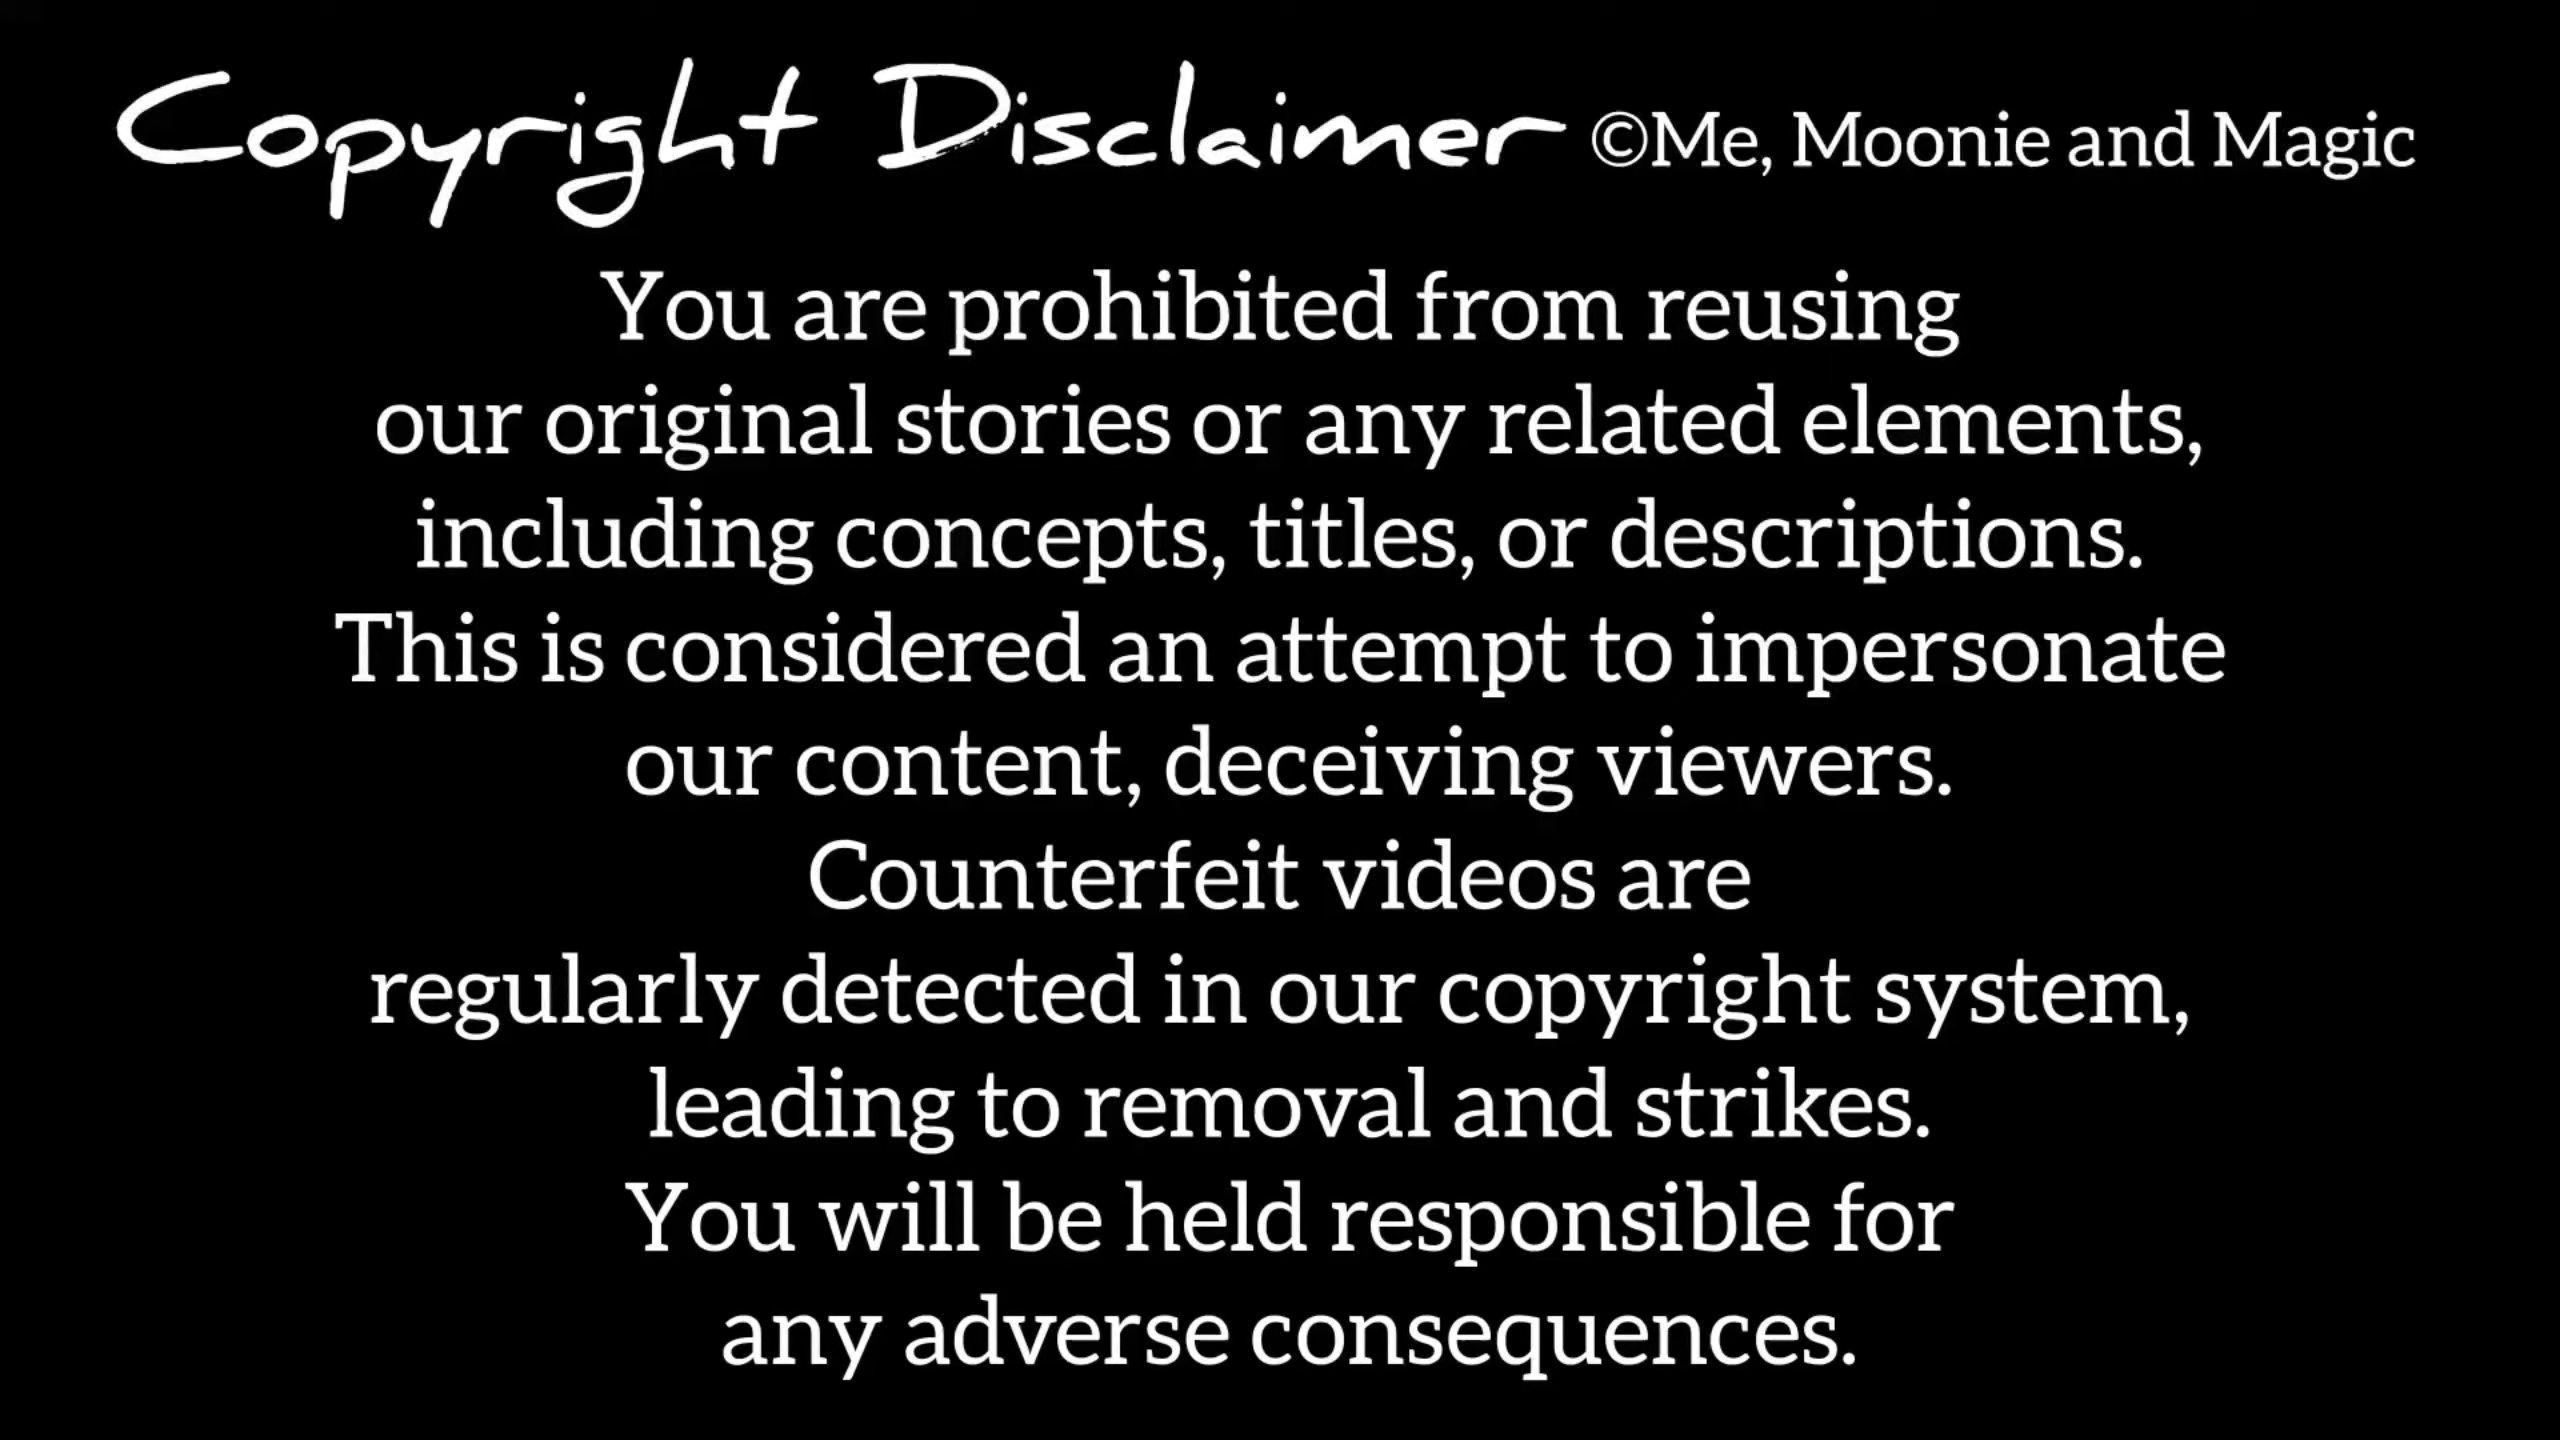 Copyright Disclaimer ©Me, Moonie and Magic
You are prohibited from reusing
our original stories or any related elements,
including concepts, titles, or descriptions.
This is considered an attempt to impersonate
our content, deceiving viewers.
Counterfeit videos are
regularly detected in our copyright system,
leading to removal and strikes.
You will be held responsible for
any adverse consequences.